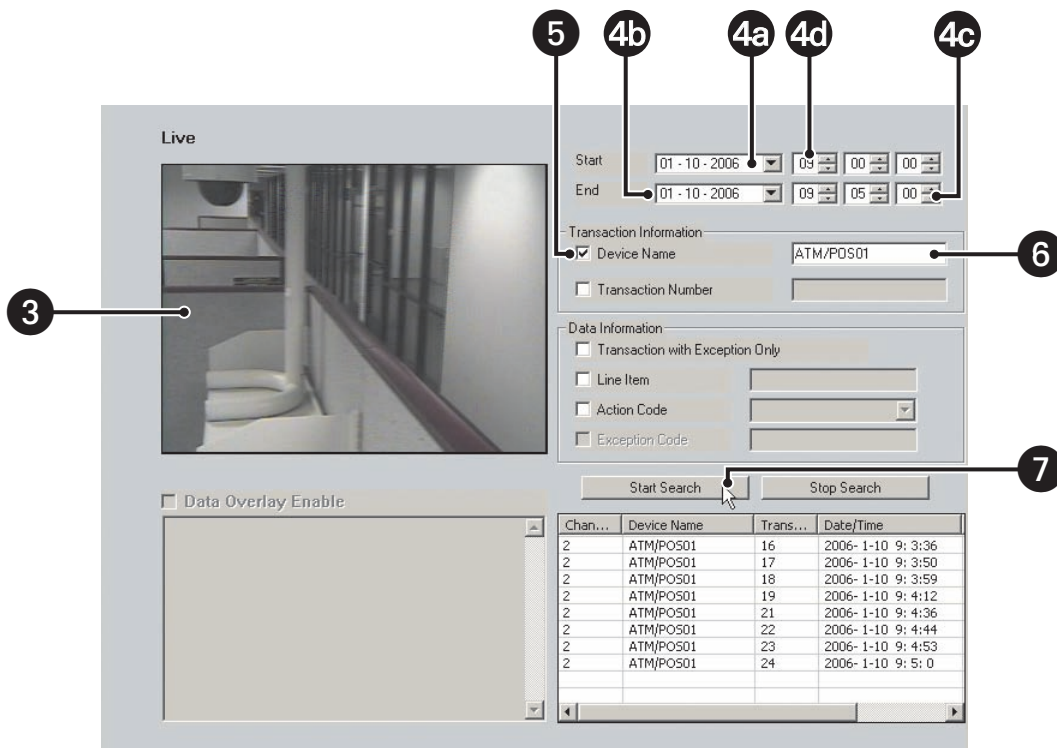 5 4b 4a 4d 4c
Live
Start 01 - 10 - 2006 09 00 00
End 01 - 10 - 2006 09 05 00
Transaction Information
Device Name ATM/POS01
6
Transaction Number
3
Data Information
Transaction with Exception Only
Line Item
Action Code
Exception Code
7
Start Search Stop Search
Data Overlay Enable
Chan... Device Name Trans... Date/Time
2 ATM/POS01 16 2006- 1-10 9: 3:36
2 ATM/POS01 17 2006- 1-10 9: 3:50
2 ATM/POS01 18 2006- 1-10 9: 3:59
2 ATM/POS01 19 2006- 1-10 9: 4:12
2 ATM/POS01 21 2006- 1-10 9: 4:36
2 ATM/POS01 22 2006- 1-10 9: 4:44
2 ATM/POS01 23 2006- 1-10 9: 4:53
2 ATM/POS01 24 2006- 1-10 9: 5: 0